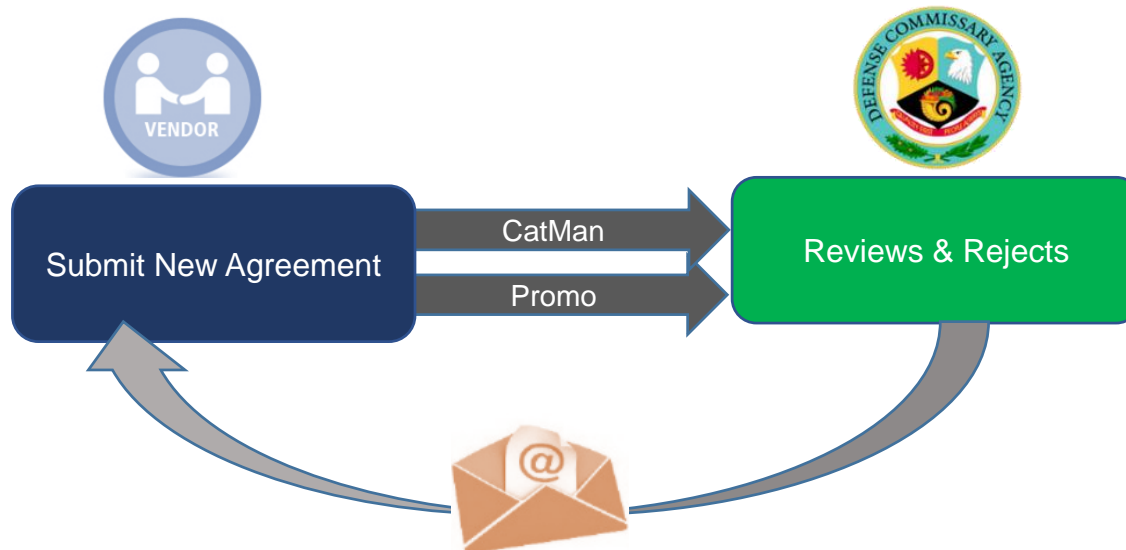 VENDOR
DEFENSE COMMISSARY AGENCY
Submit New Agreement
CatMan
Promo
Reviews & Rejects
@